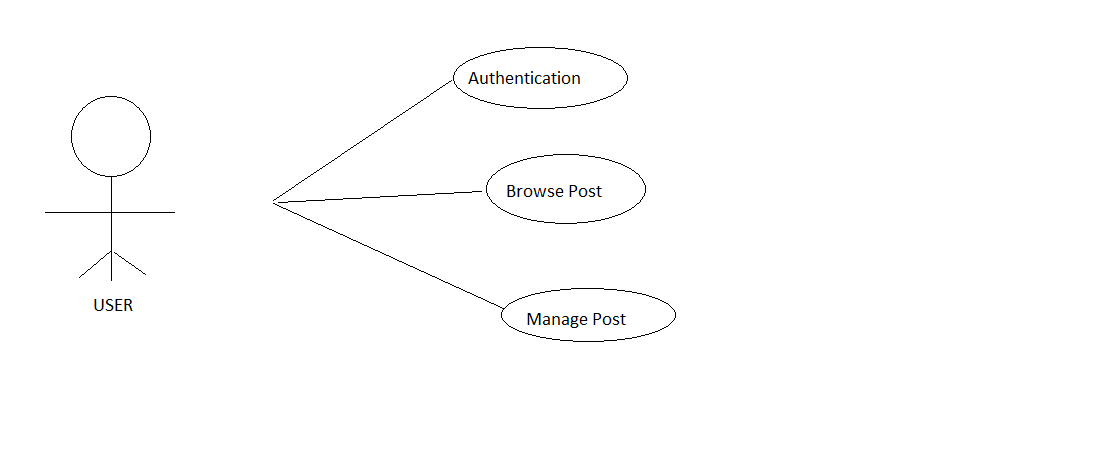 Authentication
Browse Post
USER
Manage Post